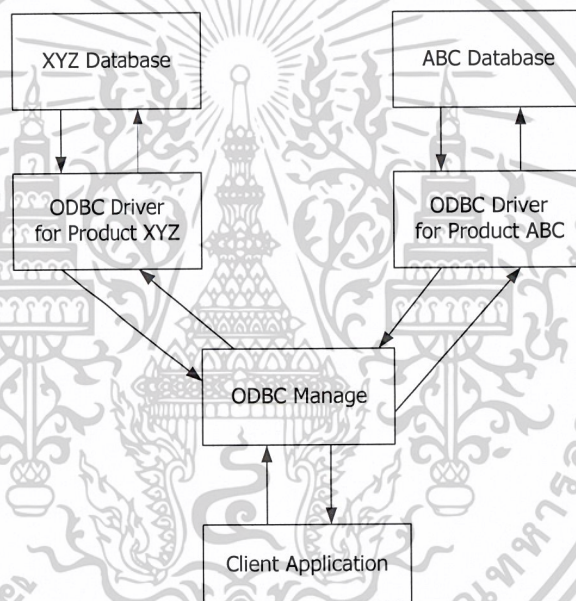 XYZ Database
ABC Database
ODBC Driver
for Product XYZ
ODBC Driver
for Product ABC
ODBC Manage
Client Application